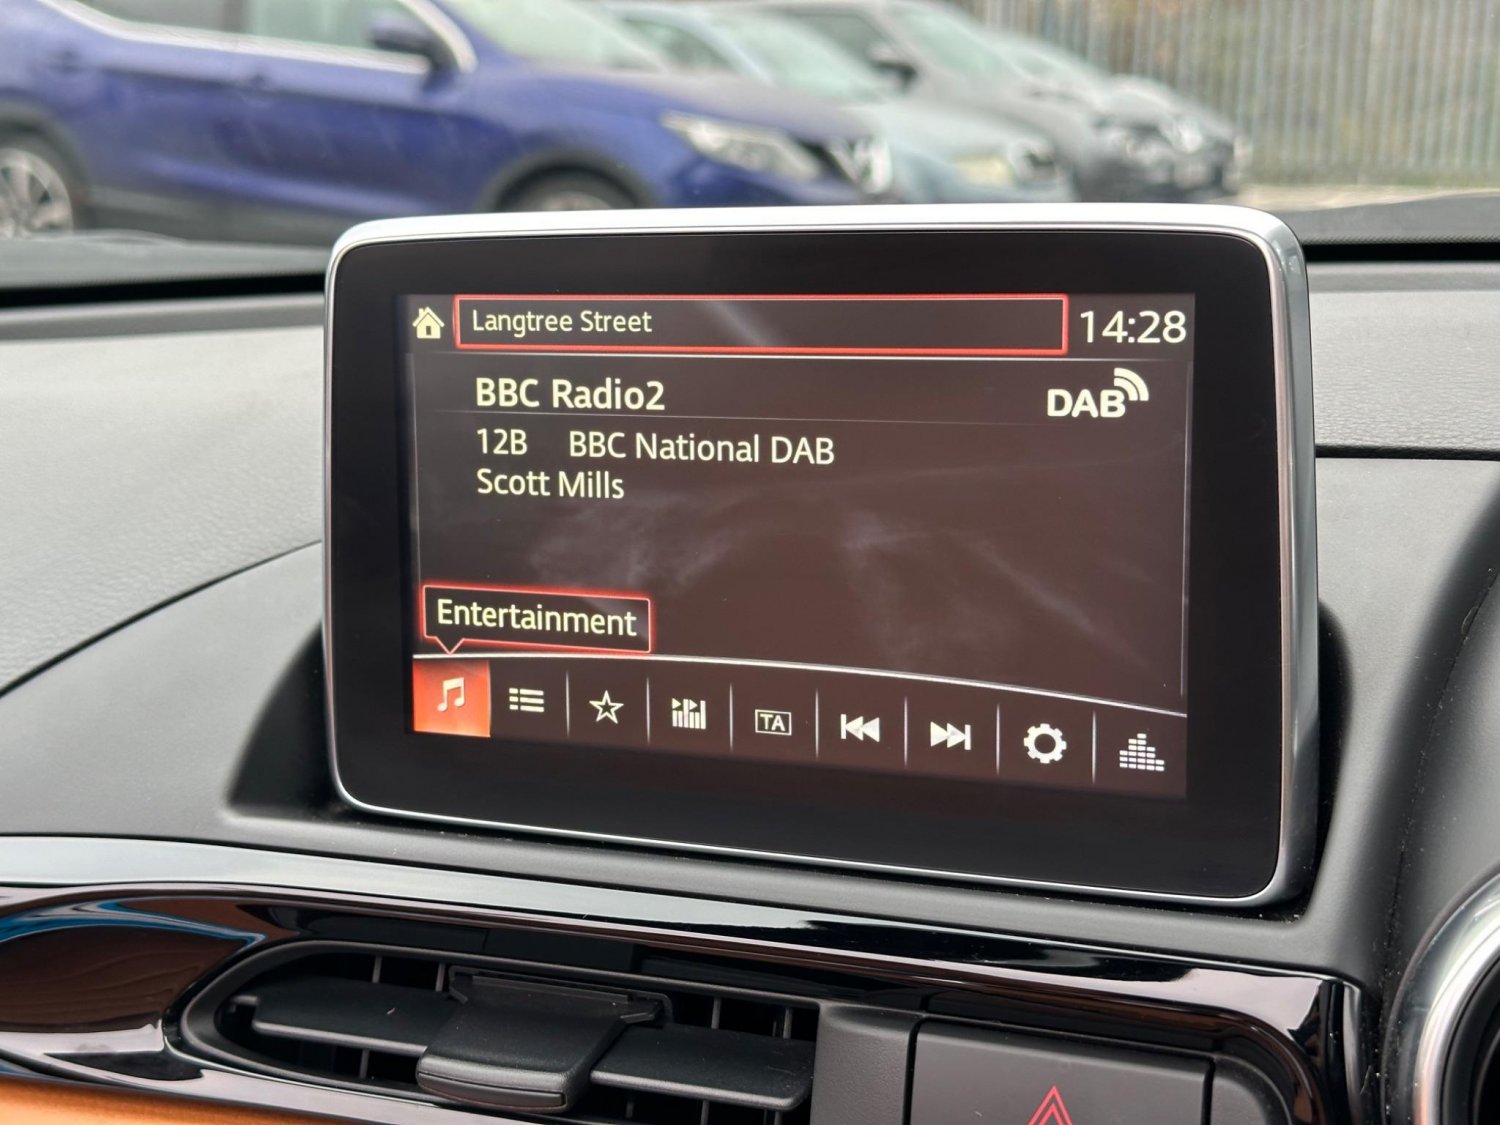 Langtree Street
14:28
BBC Radio2
DAB
12B BBC National DAB
Scott Mills
Entertainment
TA